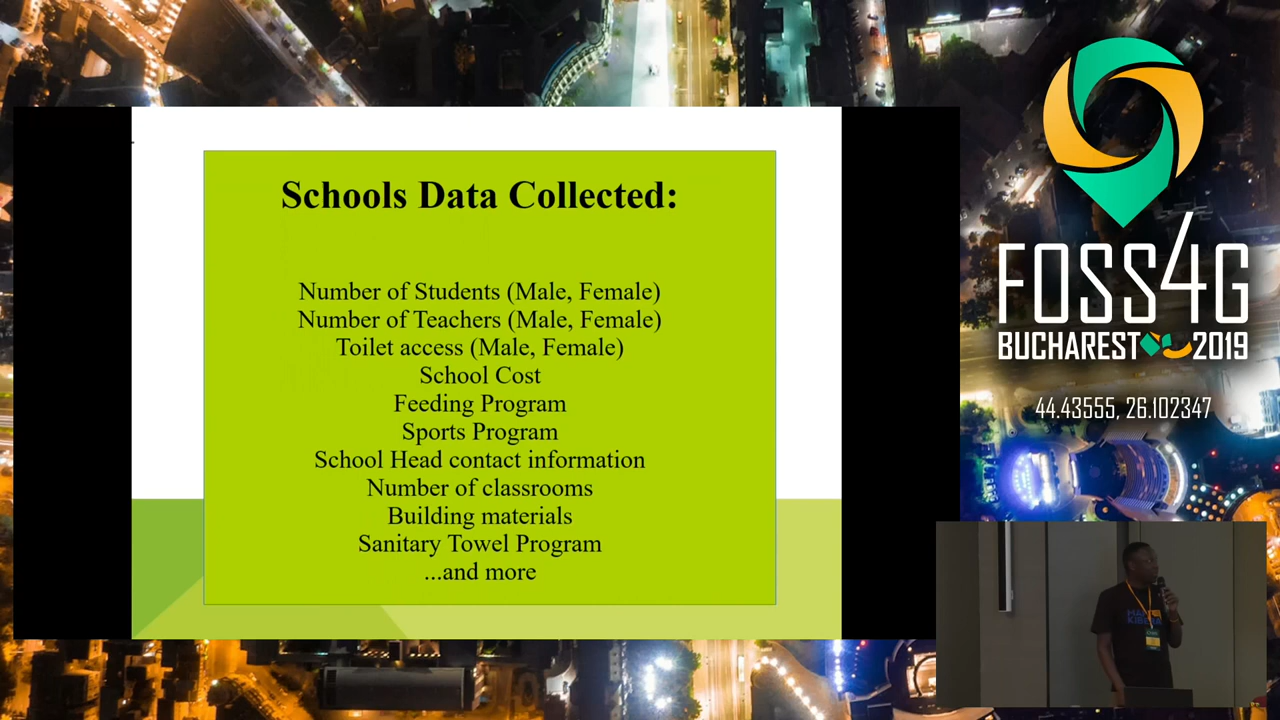 Schools Data Collected:
Number of Students (Male, Female)
Number of Teachers (Male, Female)
Toilet access (Male, Female)
School Cost
Feeding Program
Sports Program
School Head contact information
Number of classrooms
Building materials
Sanitary Towel Program
...and more
FOSS4G
BUCHAREST 2019
44.43555, 26.102347
MAP
KIBERA